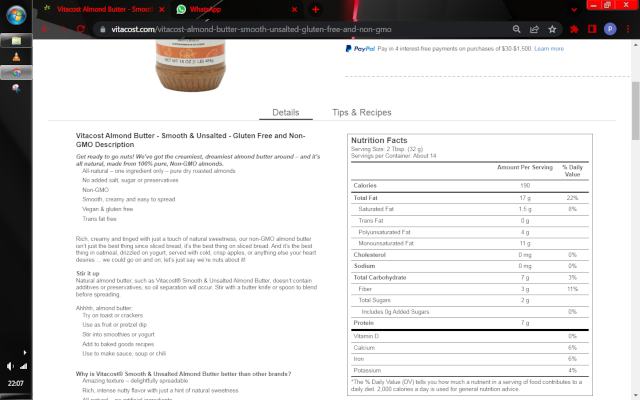 Vitacost Almond Butter - Smooth
WhatsApp
vitacost.com/vitacost-almond-butter-smooth-unsalted-gluten-free-and-non-gmo
P
NET WT 16 OZ (1 LB) 454g
PayPal Pay in 4 interest-free payments on purchases of $30-$1,500. Learn more
Details
Tips & Recipes
Vitacost Almond Butter - Smooth & Unsalted - Gluten Free and Non-
GMO Description
Get ready to go nuts! We've got the creamiest, dreamiest almond butter around – and it's
all natural, made from 100% pure, Non-GMO almonds.
All-natural – one ingredient only – pure dry roasted almonds
No added salt, sugar or preservatives
Non-GMO
Smooth, creamy and easy to spread
Vegan & gluten free
Trans fat free
Rich, creamy and tinged with just a touch of natural sweetness, our non-GMO almond butter
isn't just the best thing since sliced bread, it's the best thing on sliced bread. And it's the best
thing in oatmeal, drizzled on yogurt, served with cold, crisp apples, or anything else your heart
desires ... we could go on and on; let's just say we're nuts about it!
Stir it up
Natural almond butter, such as Vitacost® Smooth & Unsalted Almond Butter, doesn't contain
additives or preservatives, so oil separation will occur. Stir with a butter knife or spoon to blend
before spreading.
Ahhhh, almond butter:
Try on toast or crackers
Use as fruit or pretzel dip
Stir into smoothies or yogurt
Add to baked goods recipes
Use to make sauce, soup or chili
Why is Vitacost® Smooth & Unsalted Almond Butter better than other brands?
Amazing texture – delightfully spreadable
Rich, intense nutty flavor with just a hint of natural sweetness
All-natural – no artificial ingredients
Nutrition Facts
Serving Size: 2 Tbsp. (32 g)
Servings per Container: About 14
Amount Per Serving % Daily
Value
Calories 190
Total Fat 17 g 22%
Saturated Fat 1.5 g 8%
Trans Fat 0 g
Polyunsaturated Fat 4 g
Monounsaturated Fat 11 g
Cholesterol 0 mg 0%
Sodium 0 mg 0%
Total Carbohydrate 7 g 3%
Fiber 3 g 11%
Total Sugars 2 g
Includes 0g Added Sugars 0%
Protein 7 g
Vitamin D 0%
Calcium 6%
Iron 6%
Potassium 4%
*The % Daily Value (DV) tells you how much a nutrient in a serving of food contributes to a
daily diet. 2,000 calories a day is used for general nutrition advice.
22:07